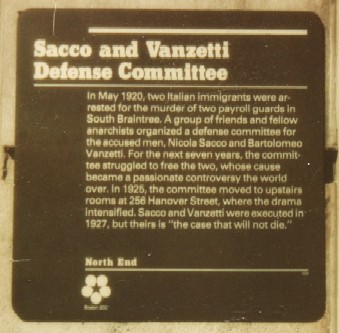 Sacco and Vanzetti
Defense Committee
In May 1920, two Italian immigrants were ar-
rested for the murder of two payroll guards in
South Braintree. A group of friends and fellow
anarchists organized a defense committee for
the accused men, Nicola Sacco and Bartolomeo
Vanzetti. For the next seven years, the commit-
tee struggled to free the two, whose cause
became a passionate controversy the world
over. In 1925, the committee moved to upstairs
rooms at 256 Hanover Street, where the drama
intensified. Sacco and Vanzetti were executed in
1927, but theirs is "the case that will not die."
North End
Boston 200